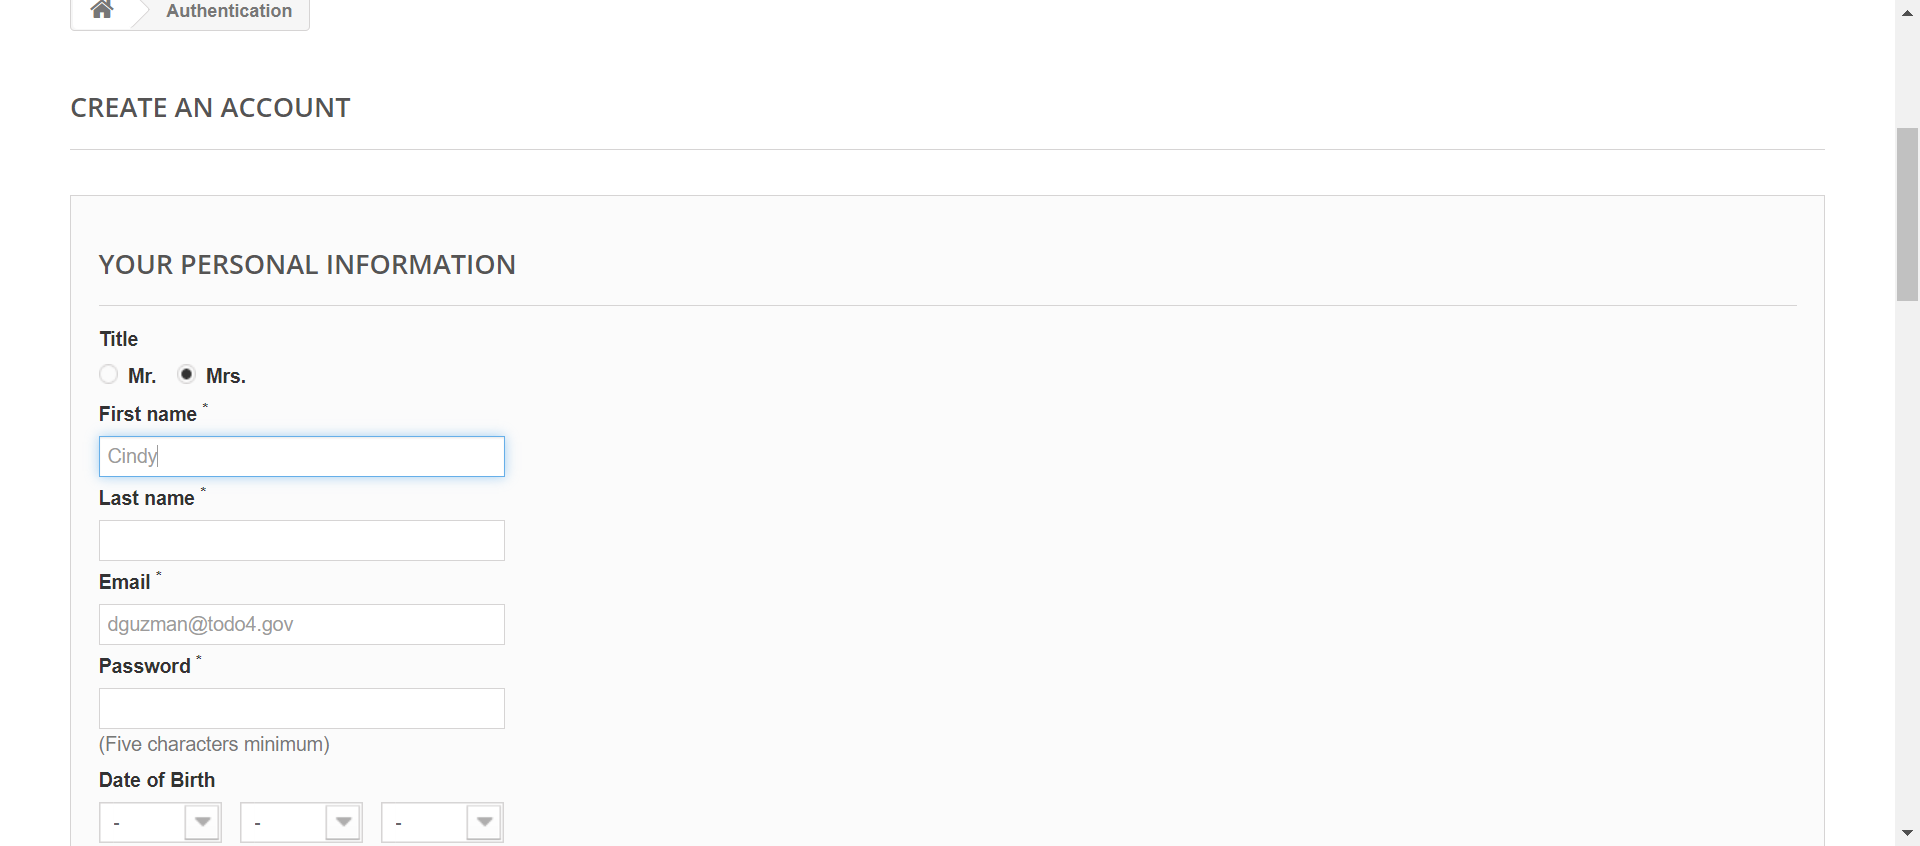 Authentication
CREATE AN ACCOUNT
YOUR PERSONAL INFORMATION
Title
Mr. Mrs.
First name *
Cindy
Last name *
Email *
dguzman@todo4.gov
Password *
(Five characters minimum)
Date of Birth
- - -